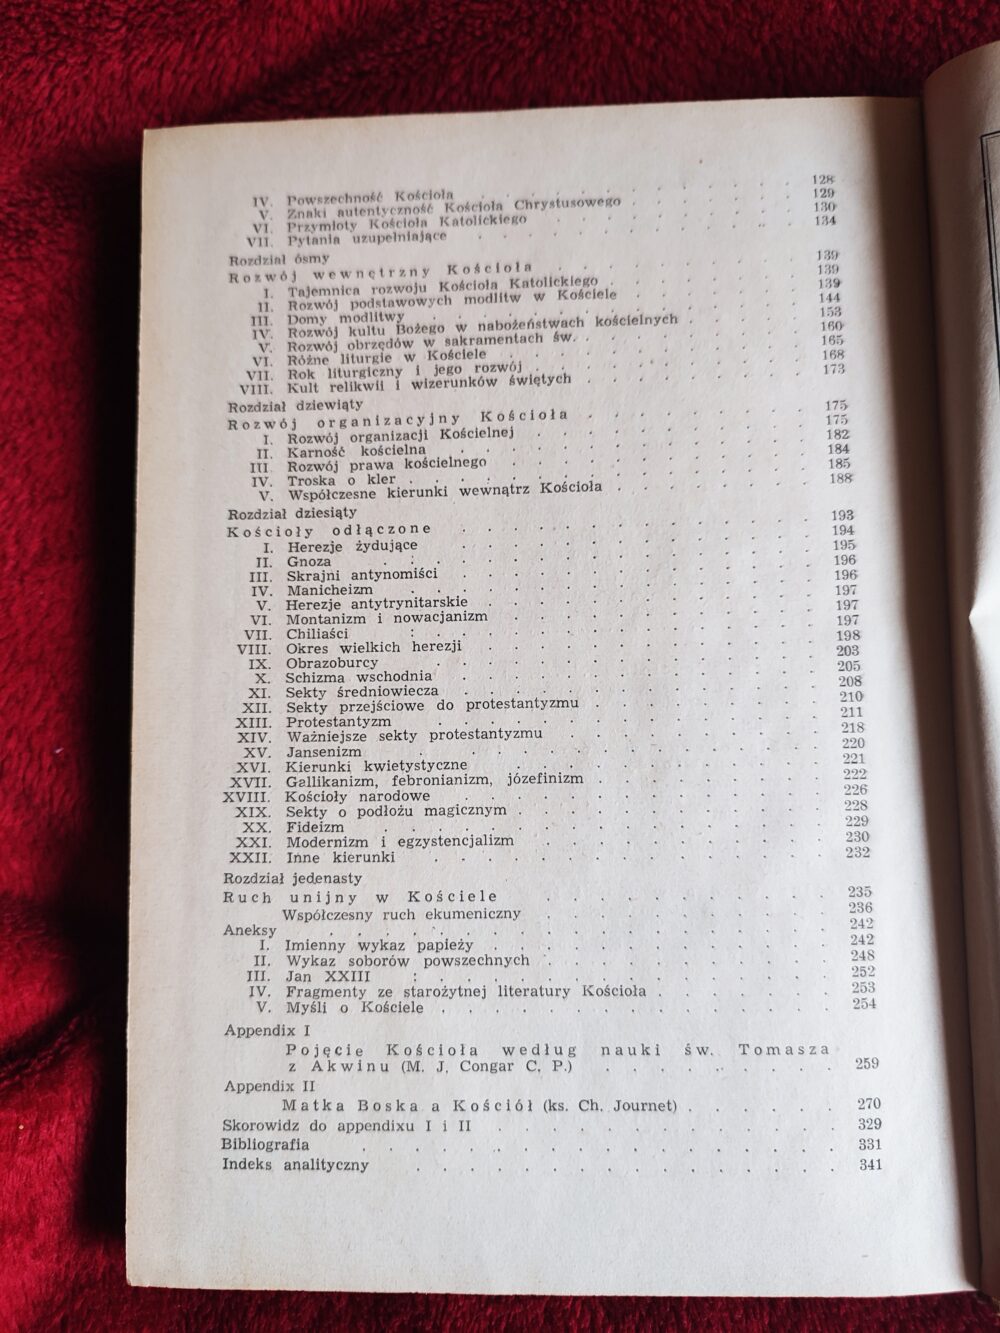 IV. Powszechność Kościoła . . . . . . . . 128
V. Znaki autentyczność Kościoła Chrystusowego . . . . . 129
VI. Przymioty Kościoła Katolickiego . . . . . . . 130
VII. Pytania uzupełniające . . . . . . . . 134
Rozdział ósmy
Rozwój wewnętrzny Kościoła . . . . . . . 139
I. Tajemnica rozwoju Kościoła Katolickiego . . . . . . 139
II. Rozwój podstawowych modlitw w Kościele . . . . . . 139
III. Domy modlitwy . . . . . . . . . 144
IV. Rozwój kultu Bożego w nabożeństwach kościelnych . . . . 153
V. Rozwój obrzędów w sakramentach św. . . . . . . 160
VI. Różne liturgie w Kościele . . . . . . . . 165
VII. Rok liturgiczny i jego rozwój . . . . . . . 168
VIII. Kult relikwii i wizerunków świętych . . . . . . 173
Rozdział dziewiąty
Rozwój organizacyjny Kościoła . . . . . . 175
I. Rozwój organizacji Kościelnej . . . . . . . 175
II. Karność kościelna . . . . . . . . . 182
III Rozwój prawa kościelnego . . . . . . . . 184
IV. Troska o kler . . . . . . . . . . 185
V. Współczesne kierunki wewnątrz Kościoła . . . . . . 188
Rozdział dziesiąty
Kościoły odłączone . . . . . . . . . 193
I. Herezje żydujące . . . . . . . . . 194
II. Gnoza . . . . . . . . . . . 195
III. Skrajni antynomiści . . . . . . . . . 196
IV. Manicheizm . . . . . . . . . . 196
V. Herezje antytrynitarskie . . . . . . . . 197
VI. Montanizm i nowacjanizm . . . . . . . . 197
VII. Chiliaści . . . . . . . . . . 197
VIII. Okres wielkich herezji . . . . . . . . 198
IX. Obrazoburcy . . . . . . . . . . 203
X. Schizma wschodnia . . . . . . . . . 205
XI. Sekty średniowiecza . . . . . . . . . 208
XII. Sekty przejściowe do protestantyzmu . . . . . . 210
XIII. Protestantyzm . . . . . . . . . . 211
XIV. Ważniejsze sekty protestantyzmu . . . . . . . 218
XV. Jansenizm . . . . . . . . . . 220
XVI. Kierunki kwietystyczne . . . . . . . . 221
XVII. Gallikanizm, febronianizm, józefinizm . . . . . . 222
XVIII. Kościoły narodowe . . . . . . . . . 226
XIX. Sekty o podłożu magicznym . . . . . . . . 228
XX. Fideizm . . . . . . . . . . . 229
XXI. Modernizm i egzystencjalizm . . . . . . . 230
XXII. Inne kierunki . . . . . . . . . . 232
Rozdział jedenasty
Ruch unijny w Kościele . . . . . . . . 235
Współczesny ruch ekumeniczny . . . . . . . 236
Aneksy . . . . . . . . . . . . 242
I. Imienny wykaz papieży . . . . . . . . 242
II. Wykaz soborów powszechnych . . . . . . . 248
III. Jan XXIII . . . . . . . . . . 252
IV. Fragmenty ze starożytnej literatury Kościoła . . . . . 253
V. Myśli o Kościele . . . . . . . . . 254
Appendix I
Pojęcie Kościoła według nauki św. Tomasza
z Akwinu (M. J. Congar C. P.) . . . . . . . 259
Appendix II
Matka Boska a Kościół (ks. Ch. Journet) . . . . . 270
Skorowidz do appendixu I i II . . . . . . . . 329
Bibliografia . . . . . . . . . . . . 331
Indeks analityczny . . . . . . . . . . 341